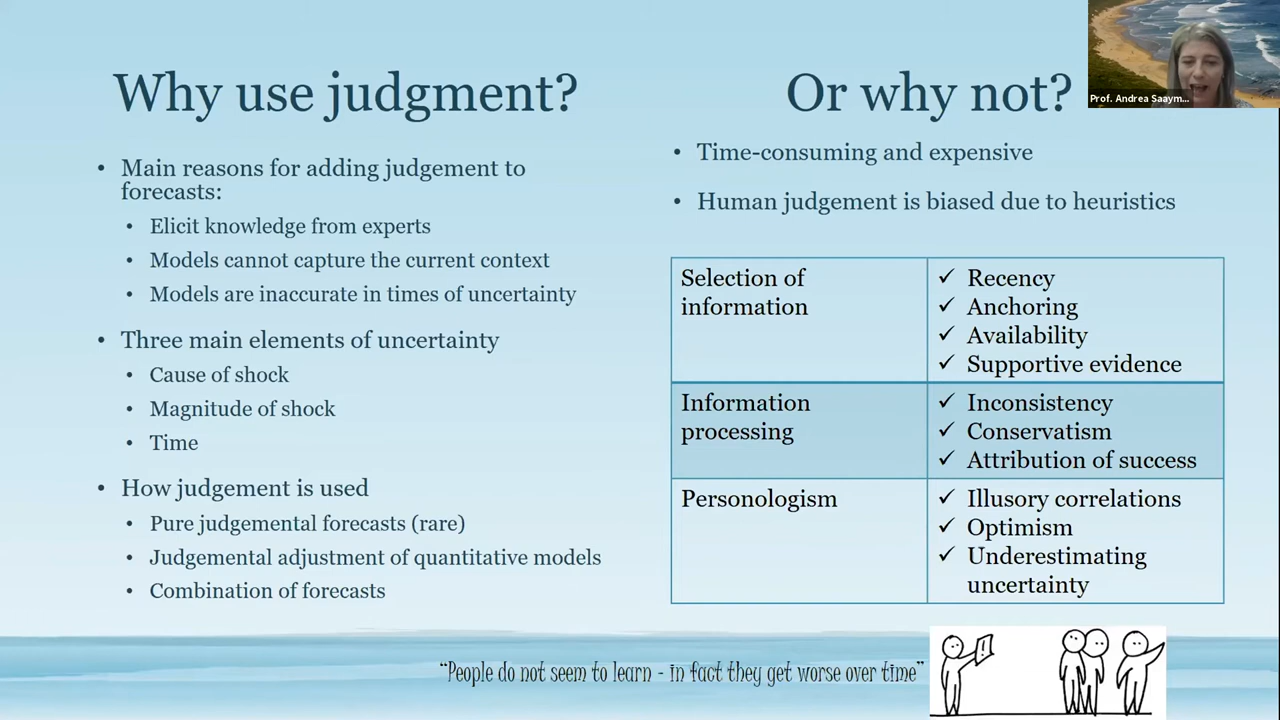 Why use judgment?
• Main reasons for adding judgement to
forecasts:
• Elicit knowledge from experts
• Models cannot capture the current context
• Models are inaccurate in times of uncertainty
• Three main elements of uncertainty
• Cause of shock
• Magnitude of shock
• Time
• How judgement is used
• Pure judgemental forecasts (rare)
• Judgemental adjustment of quantitative models
• Combination of forecasts
Or why not?
Prof. Andrea Saaym...
• Time-consuming and expensive
• Human judgement is biased due to heuristics
Selection of
information
✓ Recency
✓ Anchoring
✓ Availability
✓ Supportive evidence
Information
processing
✓ Inconsistency
✓ Conservatism
✓ Attribution of success
Personologism
✓ Illusory correlations
✓ Optimism
✓ Underestimating
uncertainty
“People do not seem to learn - in fact they get worse over time”
!